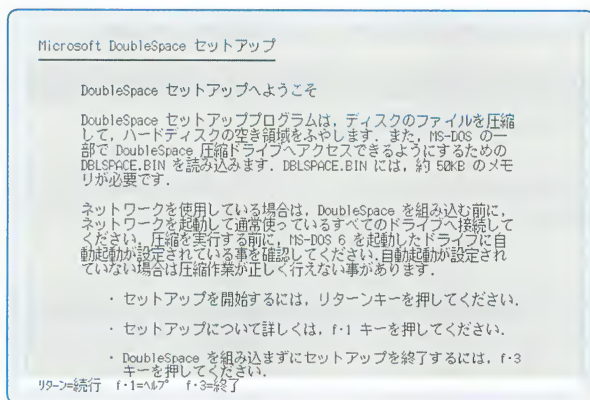 Microsoft DoubleSpace セットアップ
DoubleSpace セットアップへようこそ
DoubleSpace セットアッププログラムは，ディスクのファイルを圧縮
して，ハードディスクの空き領域をふやします．また，MS-DOS の一
部で DoubleSpace 圧縮ドライブへアクセスできるようにするための
DBLSPACE.BIN を読み込みます．DBLSPACE.BIN には，約 50KB のメモ
リが必要です．
ネットワークを使用している場合は，DoubleSpace を組み込む前に，
ネットワークを起動して通常使っているすべてのドライブへ接続して
ください．圧縮を実行する前に，MS-DOS 6 を起動したドライブに自
動起動が設定されている事を確認してください．自動起動が設定され
ていない場合は圧縮作業が正しく行えない事があります．
・ セットアップを開始するには，リターンキーを押してください．
・ セットアップについて詳しくは，f・1 キーを押してください．
・ DoubleSpace を組み込まずにセットアップを終了するには，f・3
キーを押してください．
ﾘﾀｰﾝ=続行 f・1=ﾍﾙﾌﾟ f・3=終了